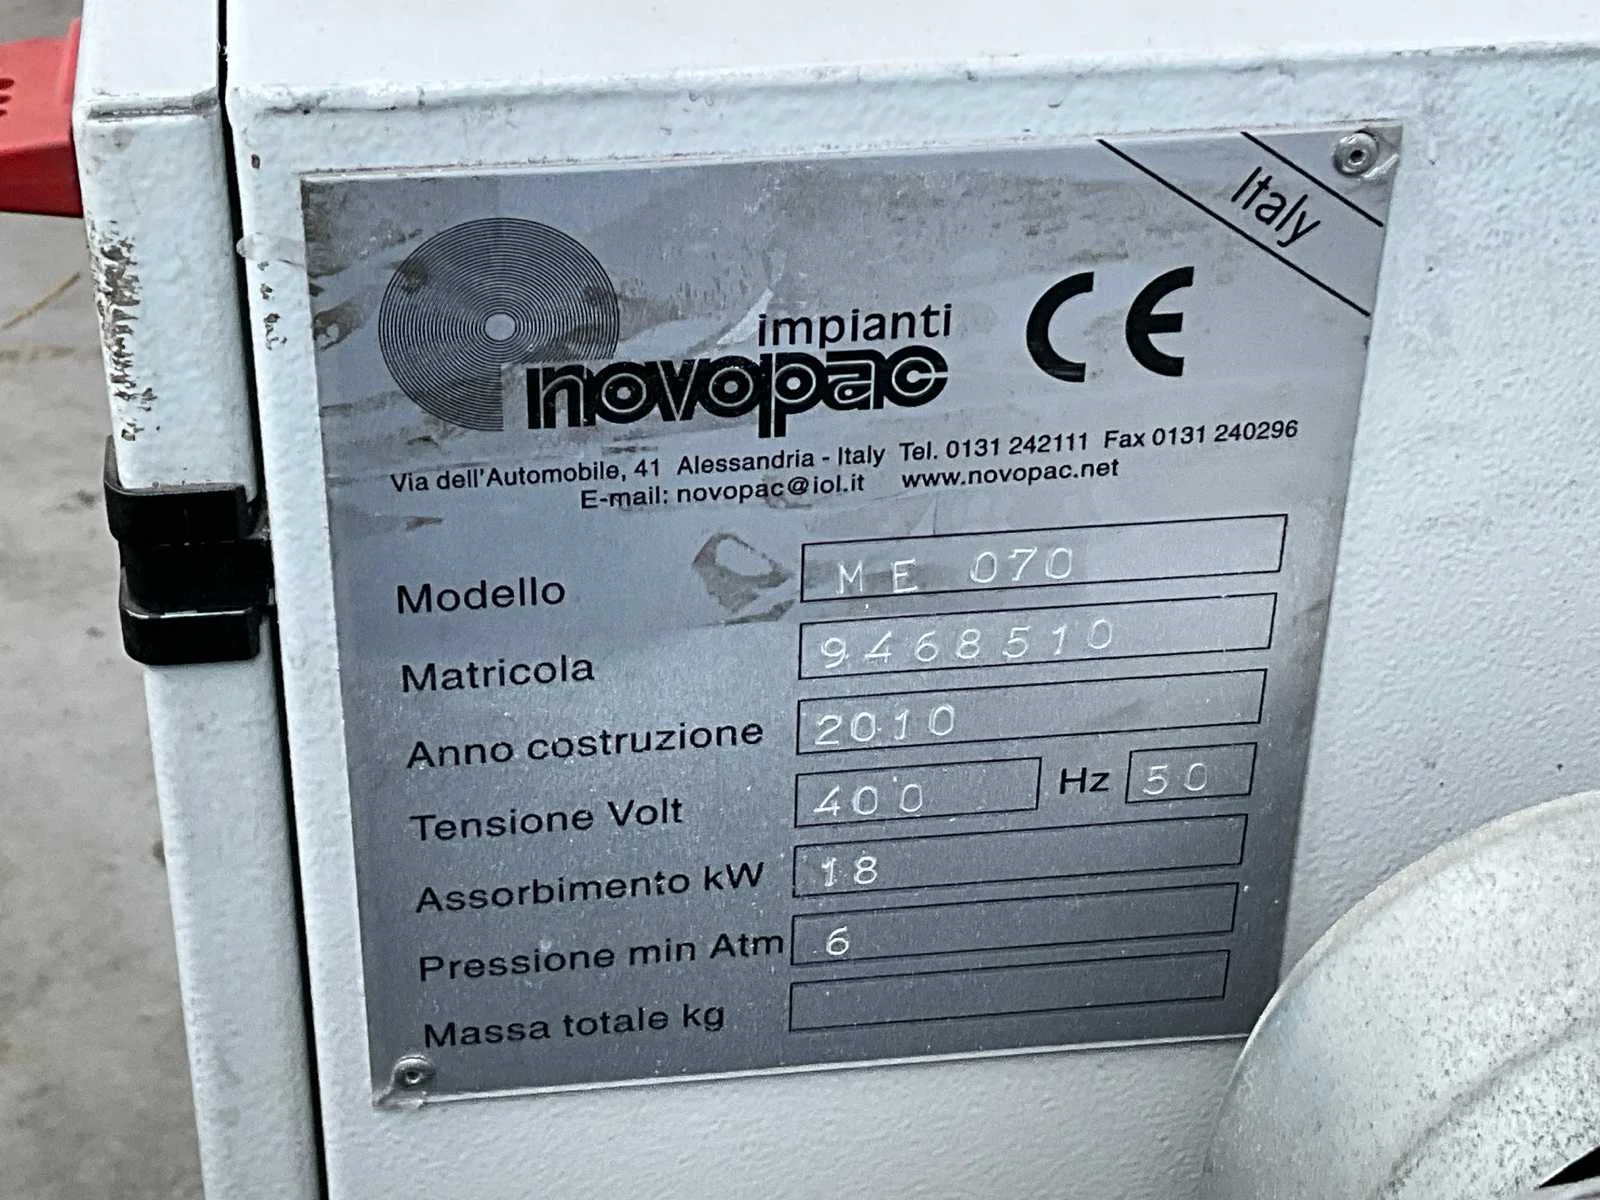 Italy
impianti
novopac
CE
Via dell'Automobile, 41 Alessandria - Italy Tel. 0131 242111 Fax 0131 240296
E-mail: novopac@iol.it www.novopac.net
Modello ME 070
Matricola 9468510
Anno costruzione 2010
Tensione Volt 400 Hz 50
Assorbimento kW 18
Pressione min Atm 6
Massa totale kg